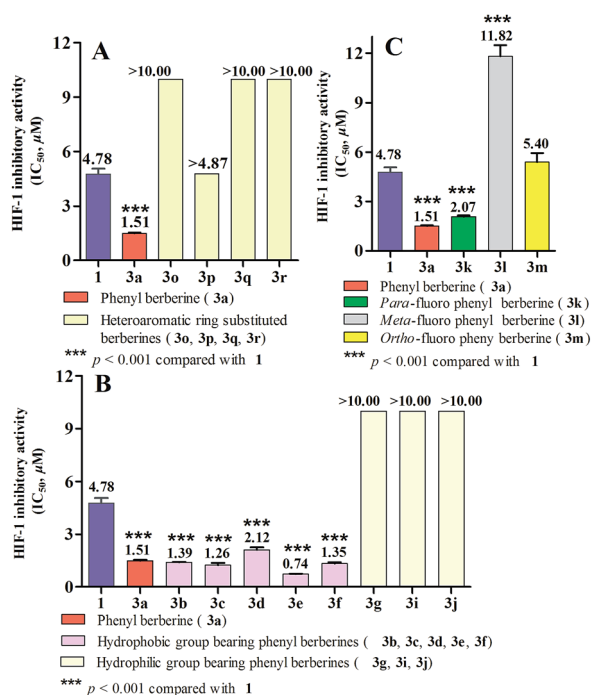 A
HIF-1 inhibitory activity
(IC50, µM)
12
9
6
3
0
4.78
***
1.51
>10.00
>4.87
>10.00
>10.00
1 3a 3o 3p 3q 3r
Phenyl berberine ( 3a)
Heteroaromatic ring substituted
berberines ( 3o, 3p, 3q, 3r)
*** p < 0.001 compared with 1
C
HIF-1 inhibitory activity
(IC50, µM)
12
9
6
3
0
4.78
***
1.51
***
2.07
***
11.82
5.40
1 3a 3k 3l 3m
Phenyl berberine ( 3a)
Para-fluoro phenyl berberine ( 3k)
Meta-fluoro phenyl berberine ( 3l)
Ortho-fluoro pheny berberine ( 3m)
*** p < 0.001 compared with 1
B
HIF-1 inhibitory activity
(IC50, µM)
12
9
6
3
0
4.78
***
1.51
***
1.39
***
1.26
***
2.12
***
0.74
***
1.35
>10.00
>10.00
>10.00
1 3a 3b 3c 3d 3e 3f 3g 3i 3j
Phenyl berberine ( 3a)
Hydrophobic group bearing phenyl berberines ( 3b, 3c, 3d, 3e, 3f)
Hydrophilic group bearing phenyl berberines ( 3g, 3i, 3j)
*** p < 0.001 compared with 1